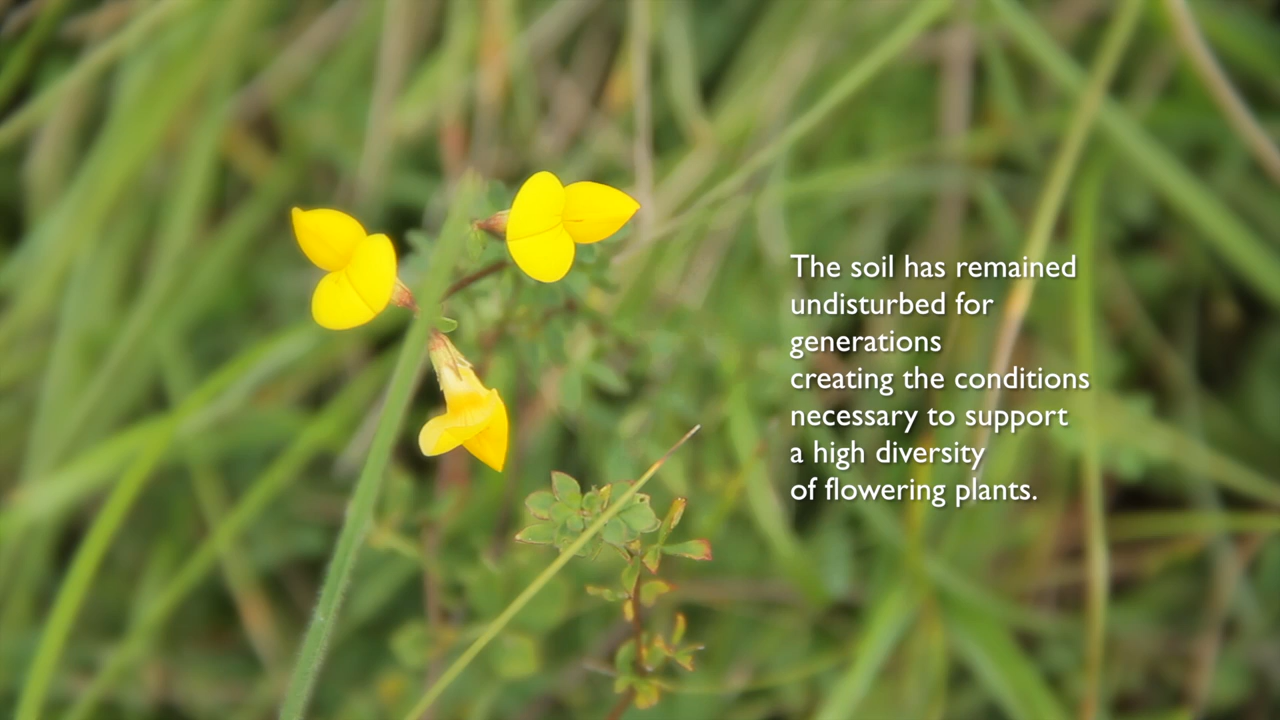 The soil has remained
undisturbed for
generations
creating the conditions
necessary to support
a high diversity
of flowering plants.